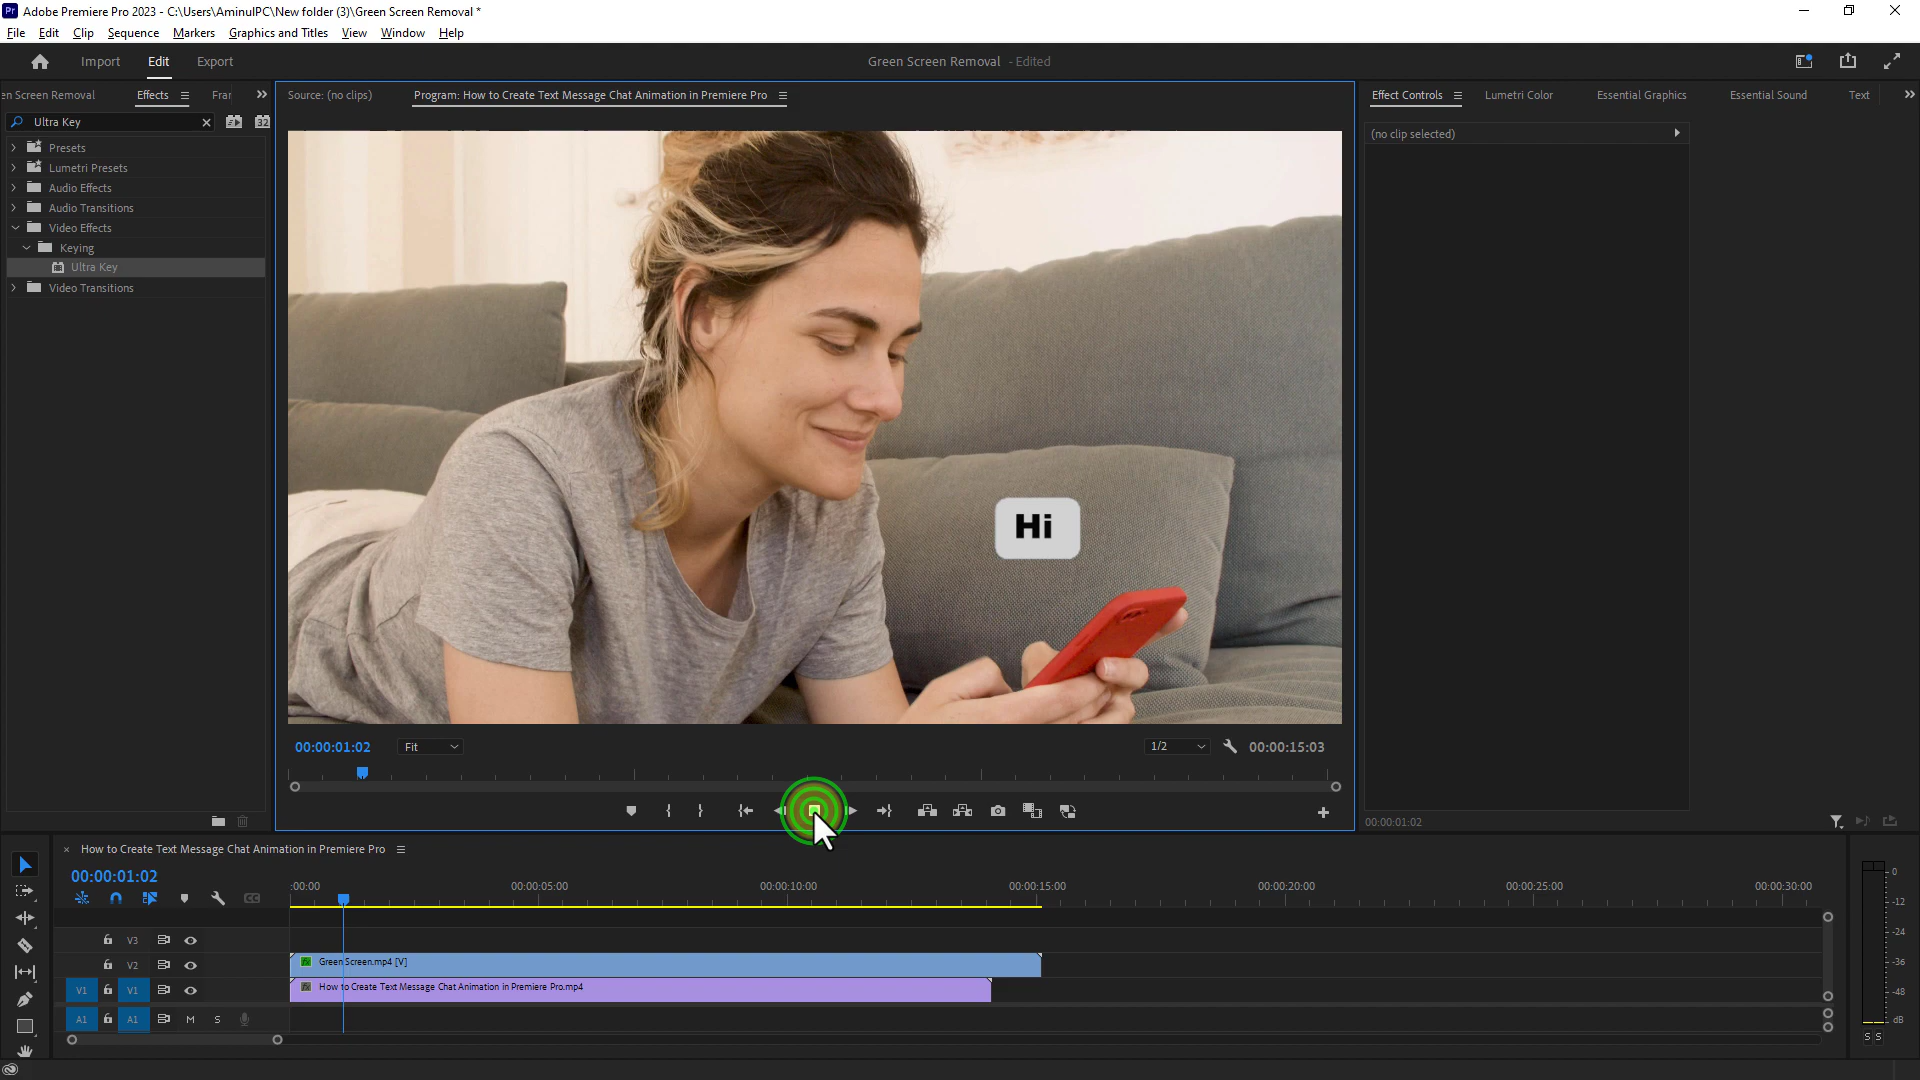 Pr Adobe Premiere Pro 2023 - C:\Users\AminulPC\New folder (3)\Green Screen Removal *
File Edit Clip Sequence Markers Graphics and Titles View Window Help
Import Edit Export Green Screen Removal - Edited
en Screen Removal Effects Source: (no clips) Program: How to Create Text Message Chat Animation in Premiere Pro Effect Controls Lumetri Color Essential Graphics Essential Sound Text
Ultra Key 32
(no clip selected)
Presets
Lumetri Presets
Audio Effects
Audio Transitions
Video Effects
Keying
Ultra Key
Video Transitions
Hi
00:00:01:02 Fit 1/2 00:00:15:03
00:00:01:02
How to Create Text Message Chat Animation in Premiere Pro
00:00:01:02
:00:00 00:00:05:00 00:00:10:00 00:00:15:00 00:00:20:00 00:00:25:00 00:00:30:00
V3
V2 Green Screen.mp4 [V]
V1 V1 How to Create Text Message Chat Animation in Premiere Pro.mp4
A1 A1 M S
0
-12
-24
-36
-48
dB
S S